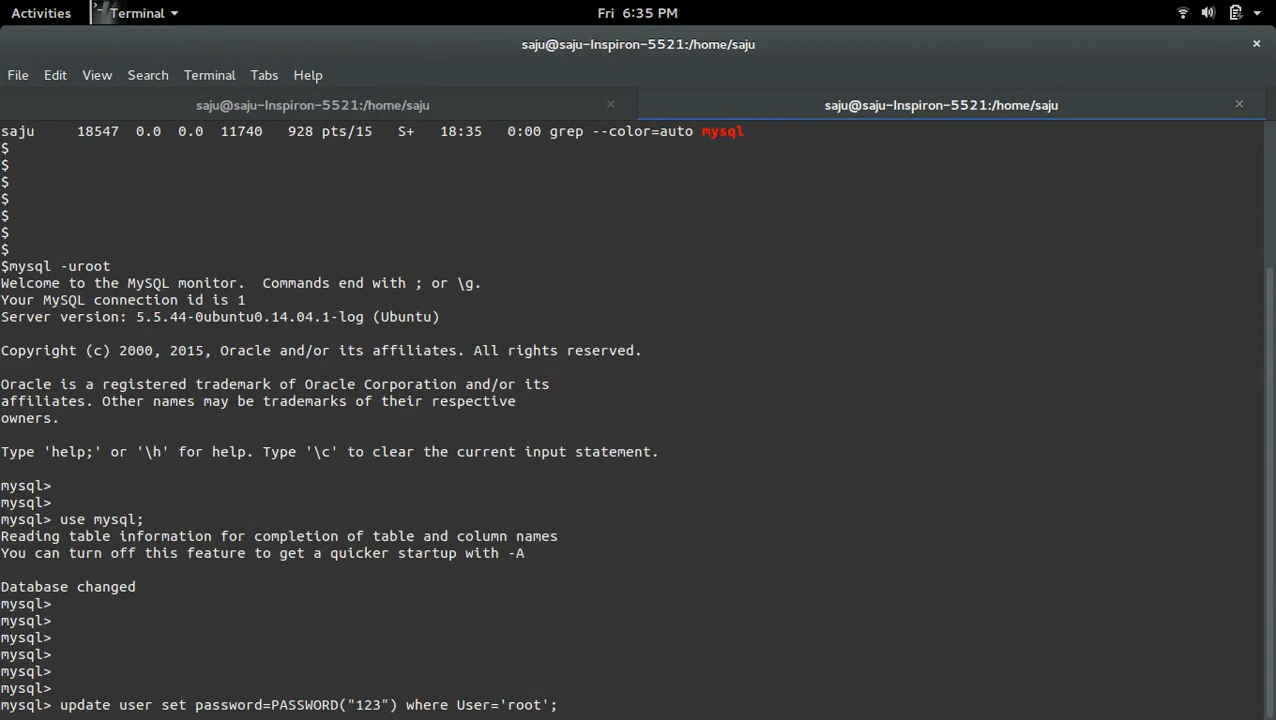 Activities Terminal Fri 6:35 PM
saju@saju-Inspiron-5521:/home/saju
File Edit View Search Terminal Tabs Help
saju@saju-Inspiron-5521:/home/saju saju@saju-Inspiron-5521:/home/saju
saju 18547 0.0 0.0 11740 928 pts/15 S+ 18:35 0:00 grep --color=auto mysql
$
$
$
$
$
$
$
$mysql -uroot
Welcome to the MySQL monitor. Commands end with ; or \g.
Your MySQL connection id is 1
Server version: 5.5.44-0ubuntu0.14.04.1-log (Ubuntu)
Copyright (c) 2000, 2015, Oracle and/or its affiliates. All rights reserved.
Oracle is a registered trademark of Oracle Corporation and/or its
affiliates. Other names may be trademarks of their respective
owners.
Type 'help;' or '\h' for help. Type '\c' to clear the current input statement.
mysql>
mysql>
mysql> use mysql;
Reading table information for completion of table and column names
You can turn off this feature to get a quicker startup with -A
Database changed
mysql>
mysql>
mysql>
mysql>
mysql>
mysql>
mysql> update user set password=PASSWORD("123") where User='root';